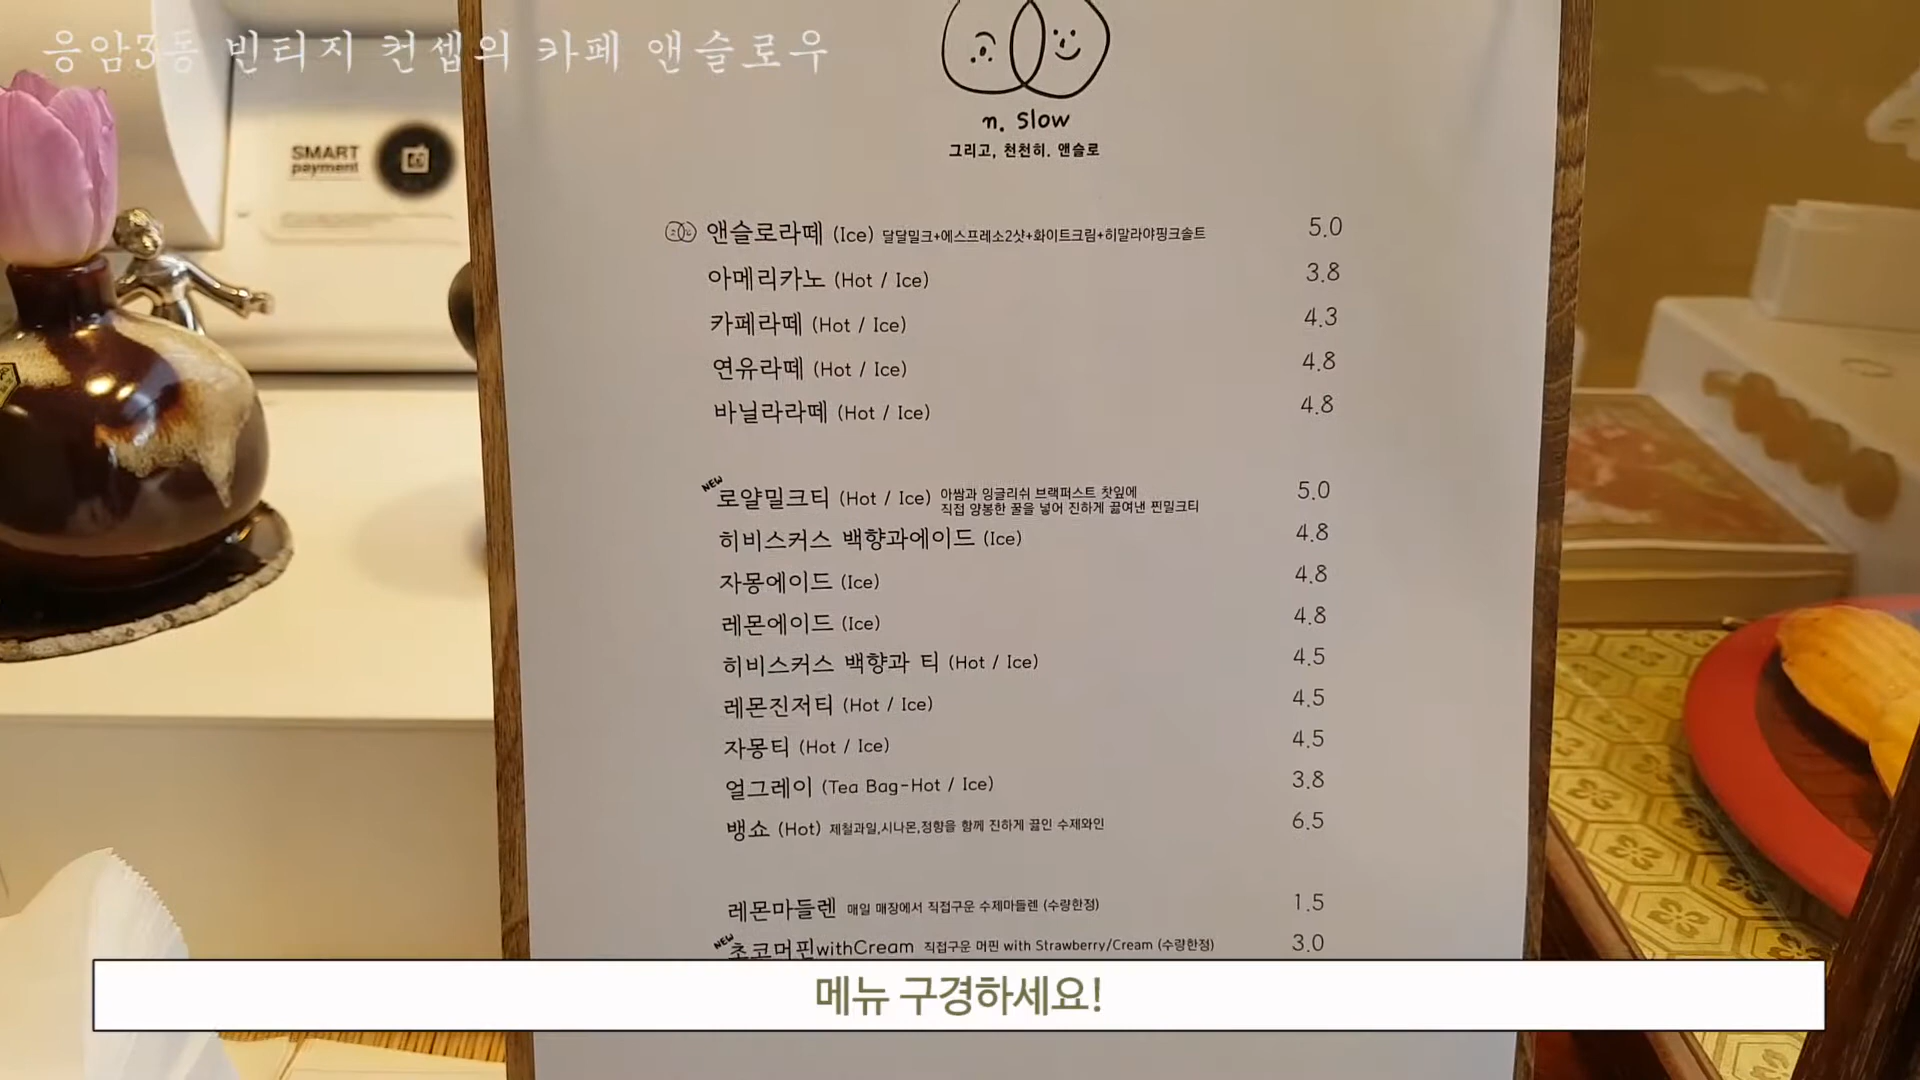 응암3동 빈티지 컨셉의 카페 앤슬로우
SMART
payment
n. slow
그리고, 천천히. 앤슬로
앤슬로라떼 (Ice) 달달밀크+에스프레소2샷+화이트크림+히말라야핑크솔트 5.0
아메리카노 (Hot / Ice) 3.8
카페라떼 (Hot / Ice) 4.3
연유라떼 (Hot / Ice) 4.8
바닐라라떼 (Hot / Ice) 4.8
NEW 로얄밀크티 (Hot / Ice) 아쌈과 잉글리쉬 브랙퍼스트 찻잎에 5.0
직접 양봉한 꿀을 넣어 진하게 끓여낸 찐밀크티
히비스커스 백향과에이드 (Ice) 4.8
자몽에이드 (Ice) 4.8
레몬에이드 (Ice) 4.8
히비스커스 백향과 티 (Hot / Ice) 4.5
레몬진저티 (Hot / Ice) 4.5
자몽티 (Hot / Ice) 4.5
얼그레이 (Tea Bag-Hot / Ice) 3.8
뱅쇼 (Hot) 제철과일,시나몬,정향을 함께 진하게 끓인 수제와인 6.5
레몬마들렌 매일 매장에서 직접구운 수제마들렌 (수량한정) 1.5
NEW 초코머핀withCream 직접구운 머핀 with Strawberry/Cream (수량한정) 3.0
메뉴 구경하세요!